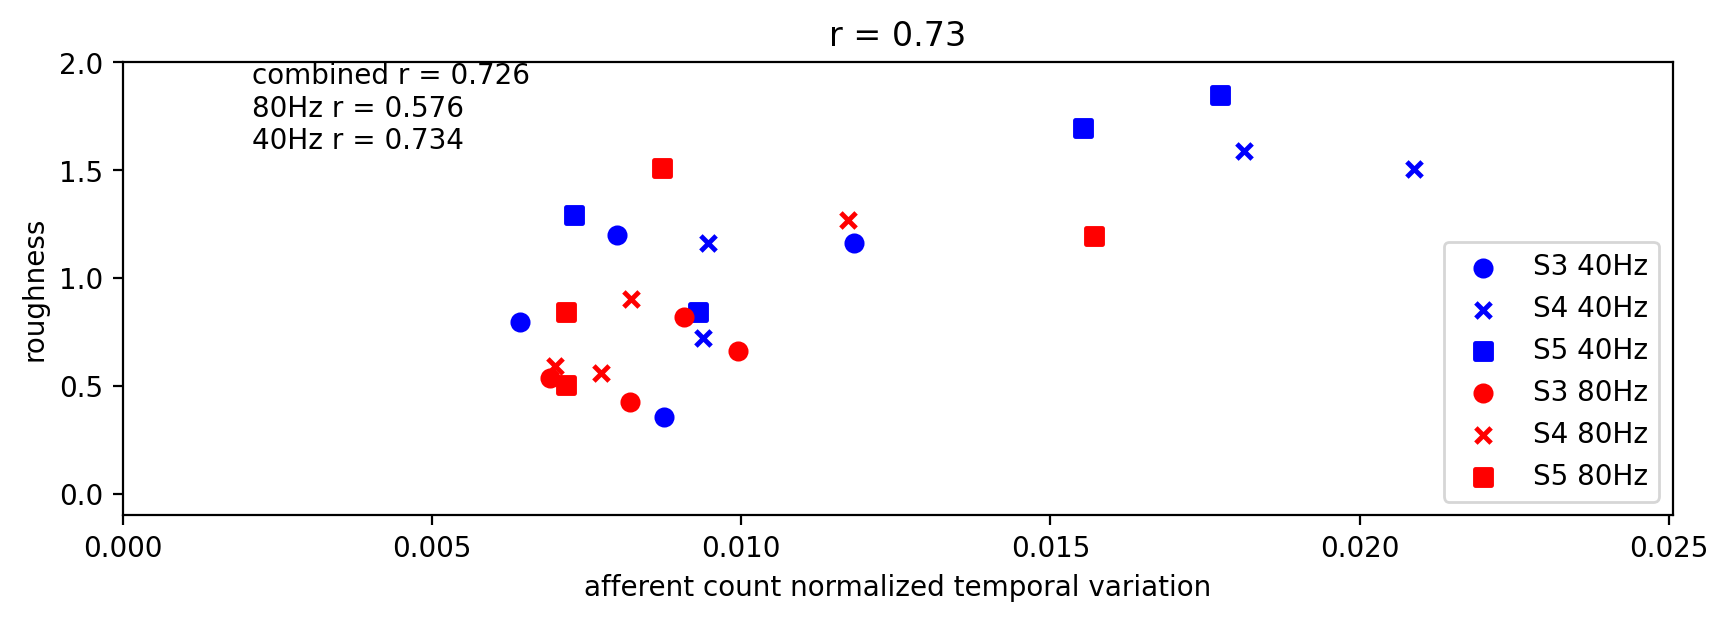 r = 0.73
combined r = 0.726
80Hz r = 0.576
40Hz r = 0.734
2.0
1.5
1.0
0.5
0.0
roughness
S3 40Hz
S4 40Hz
S5 40Hz
S3 80Hz
S4 80Hz
S5 80Hz
0.000 0.005 0.010 0.015 0.020 0.025
afferent count normalized temporal variation